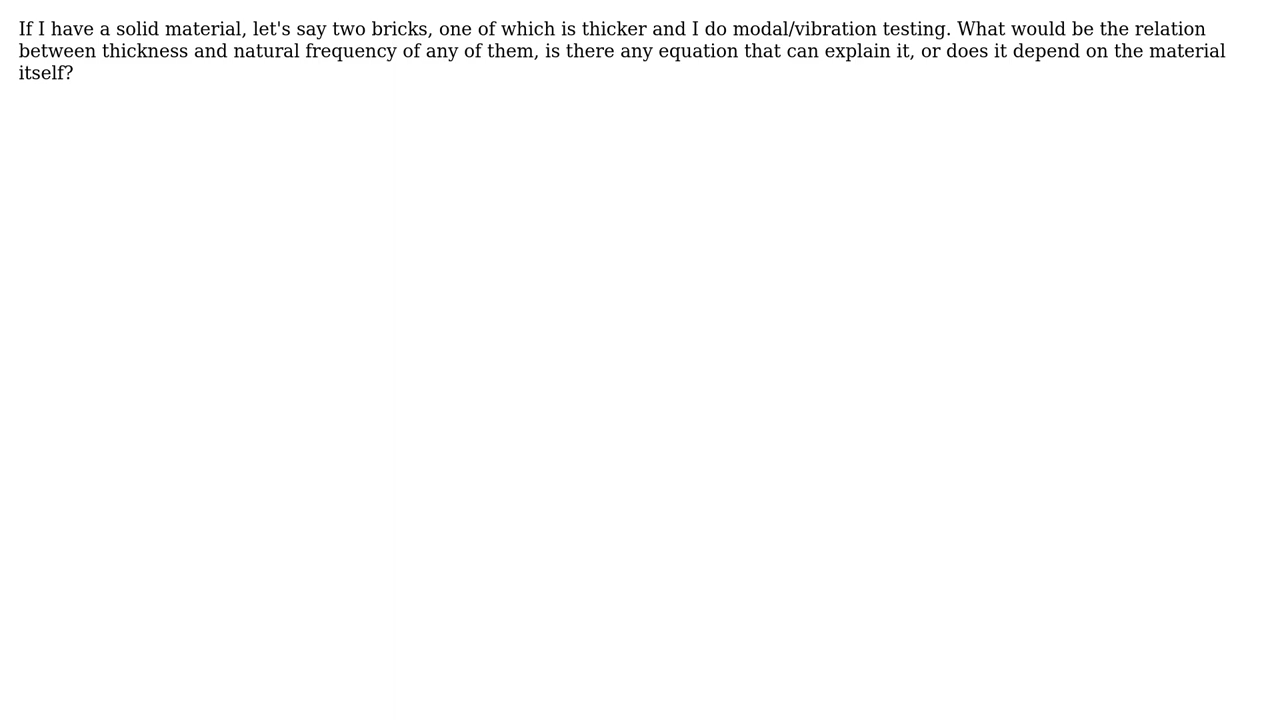 If I have a solid material, let's say two bricks, one of which is thicker and I do modal/vibration testing. What would be the relation
between thickness and natural frequency of any of them, is there any equation that can explain it, or does it depend on the material
itself?